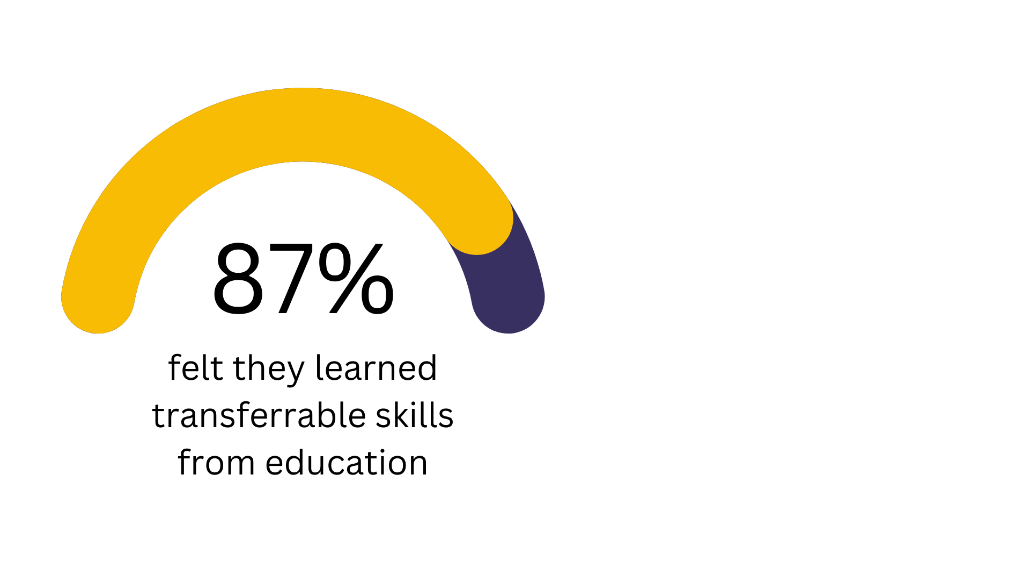 87%
felt they learned
transferrable skills
from education